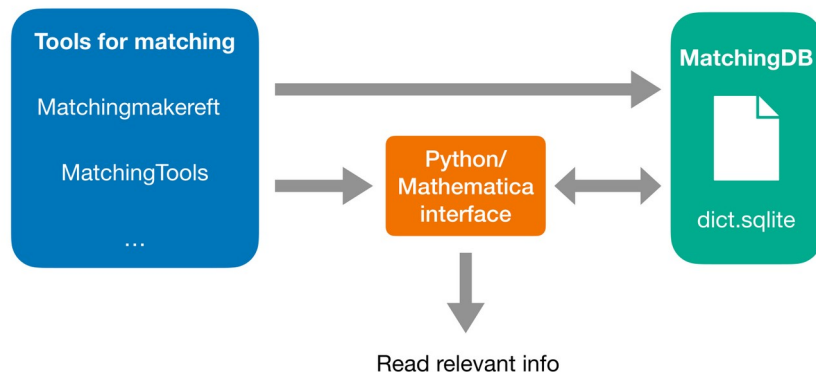 Tools for matching
Matchingmakereft
MatchingTools
...
Python/
Mathematica
interface
MatchingDB
dict.sqlite
Read relevant info